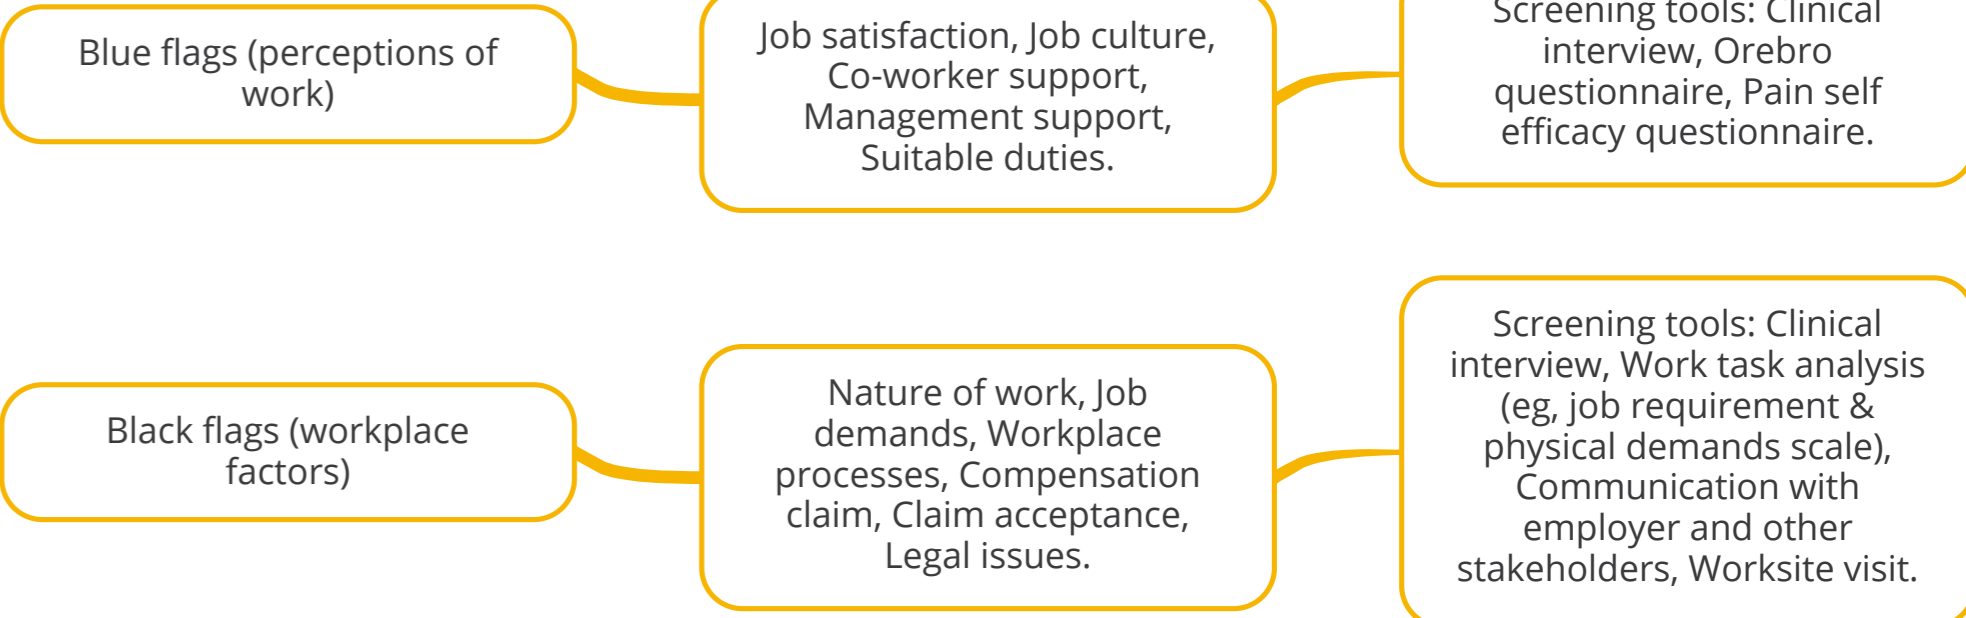 Blue flags (perceptions of
work)
Job satisfaction, Job culture,
Co-worker support,
Management support,
Suitable duties.
Screening tools: Clinical
interview, Orebro
questionnaire, Pain self
efficacy questionnaire.
Black flags (workplace
factors)
Nature of work, Job
demands, Workplace
processes, Compensation
claim, Claim acceptance,
Legal issues.
Screening tools: Clinical
interview, Work task analysis
(eg, job requirement &
physical demands scale),
Communication with
employer and other
stakeholders, Worksite visit.